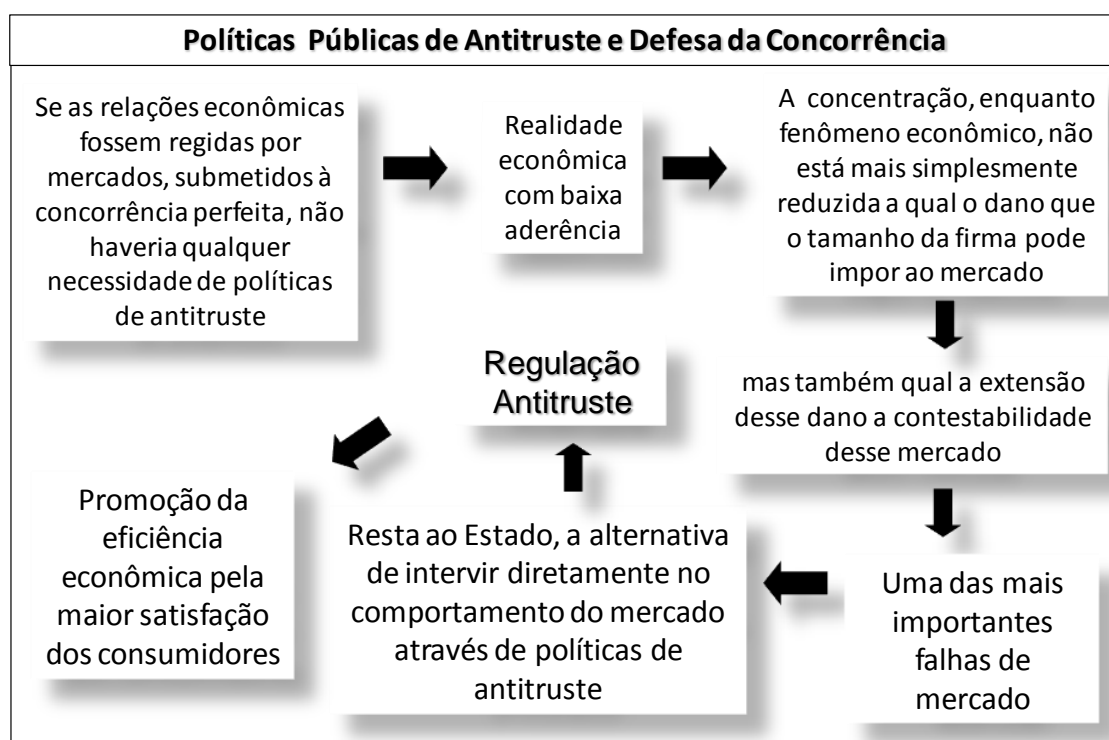 Políticas Públicas de Antitruste e Defesa da Concorrência
Se as relações econômicas
fossem regidas por
mercados, submetidos à
concorrência perfeita, não
haveria qualquer
necessidade de políticas
de antitruste
Realidade
econômica
com baixa
aderência
A concentração, enquanto
fenômeno econômico, não
está mais simplesmente
reduzida a qual o dano que
o tamanho da firma pode
impor ao mercado
mas também qual a extensão
desse dano a contestabilidade
desse mercado
Uma das mais
importantes
falhas de
mercado
Resta ao Estado, a alternativa
de intervir diretamente no
comportamento do mercado
através de políticas de
antitruste
Regulação
Antitruste
Promoção da
eficiência
econômica pela
maior satisfação
dos consumidores